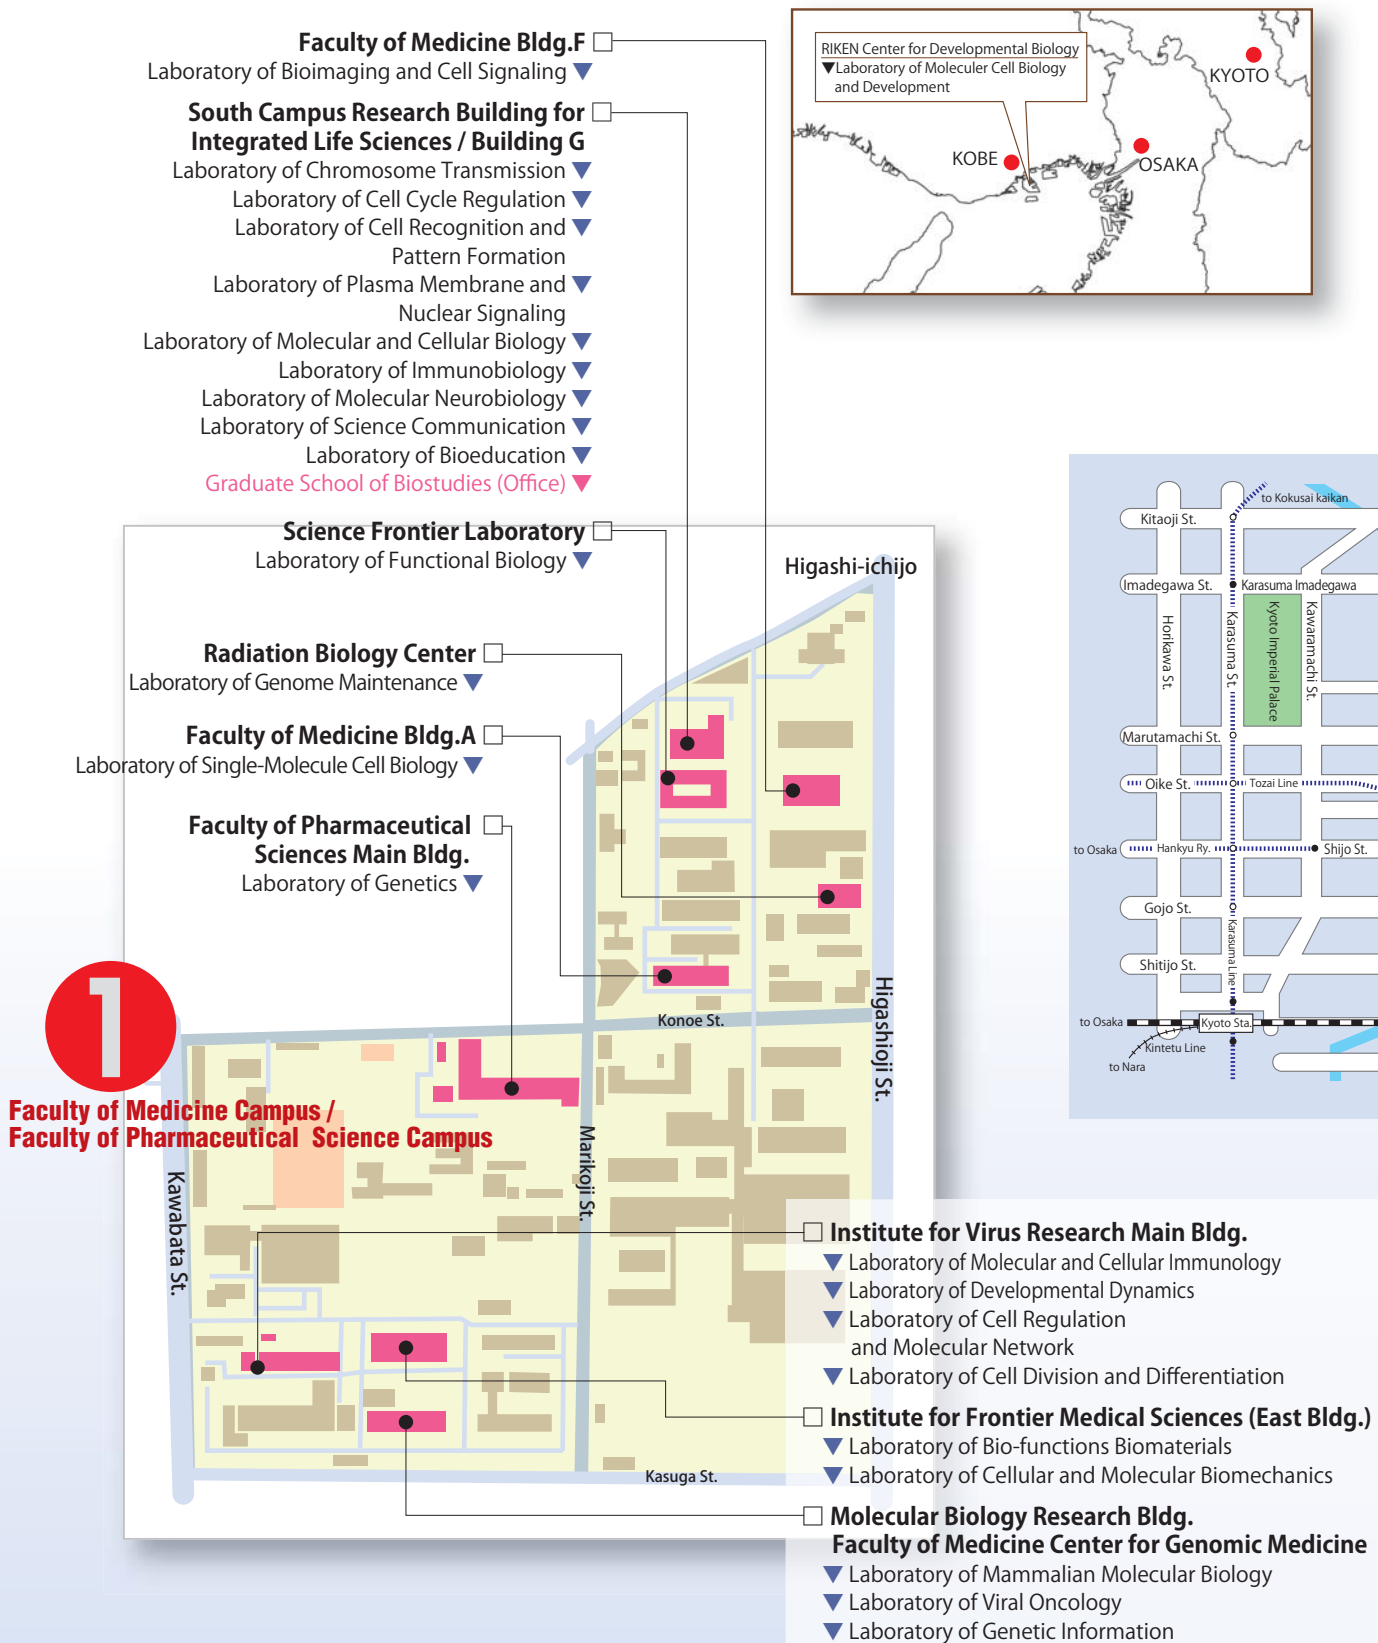 Faculty of Medicine Bldg.F
Laboratory of Bioimaging and Cell Signaling
South Campus Research Building for
Integrated Life Sciences / Building G
Laboratory of Chromosome Transmission
Laboratory of Cell Cycle Regulation
Laboratory of Cell Recognition and
Pattern Formation
Laboratory of Plasma Membrane and
Nuclear Signaling
Laboratory of Molecular and Cellular Biology
Laboratory of Immunobiology
Laboratory of Molecular Neurobiology
Laboratory of Science Communication
Laboratory of Bioeducation
Graduate School of Biostudies (Office)
Science Frontier Laboratory
Laboratory of Functional Biology
Radiation Biology Center
Laboratory of Genome Maintenance
Faculty of Medicine Bldg.A
Laboratory of Single-Molecule Cell Biology
Faculty of Pharmaceutical
Sciences Main Bldg.
Laboratory of Genetics
RIKEN Center for Developmental Biology
Laboratory of Moleculer Cell Biology
and Development
KYOTO
KOBE
OSAKA
Higashi-ichijo
Konoe St.
Higashioji St.
Marikoji St.
Kawabata St.
Kasuga St.
1
Faculty of Medicine Campus /
Faculty of Pharmaceutical Science Campus
to Kokusai kaikan
Kitaoji St.
Imadegawa St.
Karasuma Imadegawa
Horikawa St.
Karasuma St.
Kyoto Imperial Palace
Kawaramachi St.
Marutamachi St.
Oike St.
Tozai Line
to Osaka
Hankyu Ry.
Shijo St.
Gojo St.
Karasuma Line
Shitijo St.
to Osaka
Kyoto Sta.
Kintetu Line
to Nara
Institute for Virus Research Main Bldg.
Laboratory of Molecular and Cellular Immunology
Laboratory of Developmental Dynamics
Laboratory of Cell Regulation
and Molecular Network
Laboratory of Cell Division and Differentiation
Institute for Frontier Medical Sciences (East Bldg.)
Laboratory of Bio-functions Biomaterials
Laboratory of Cellular and Molecular Biomechanics
Molecular Biology Research Bldg.
Faculty of Medicine Center for Genomic Medicine
Laboratory of Mammalian Molecular Biology
Laboratory of Viral Oncology
Laboratory of Genetic Information